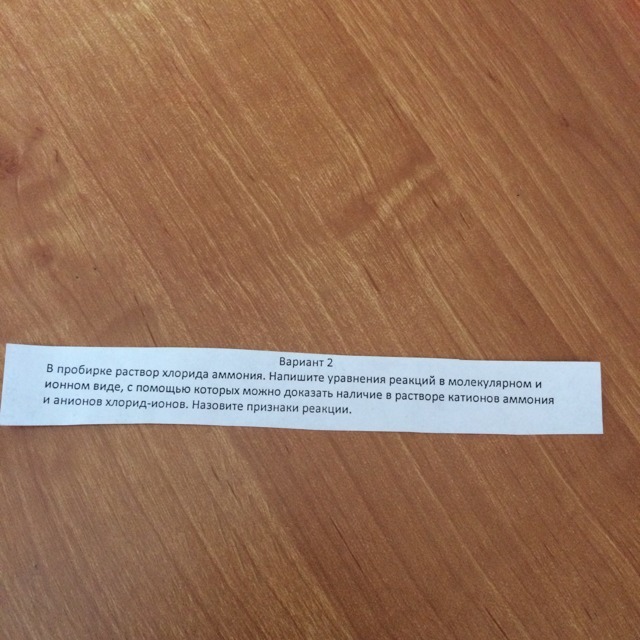 Вариант 2
В пробирке раствор хлорида аммония. Напишите уравнения реакций в молекулярном и
ионном виде, с помощью которых можно доказать наличие в растворе катионов аммония
и анионов хлорид-ионов. Назовите признаки реакции.